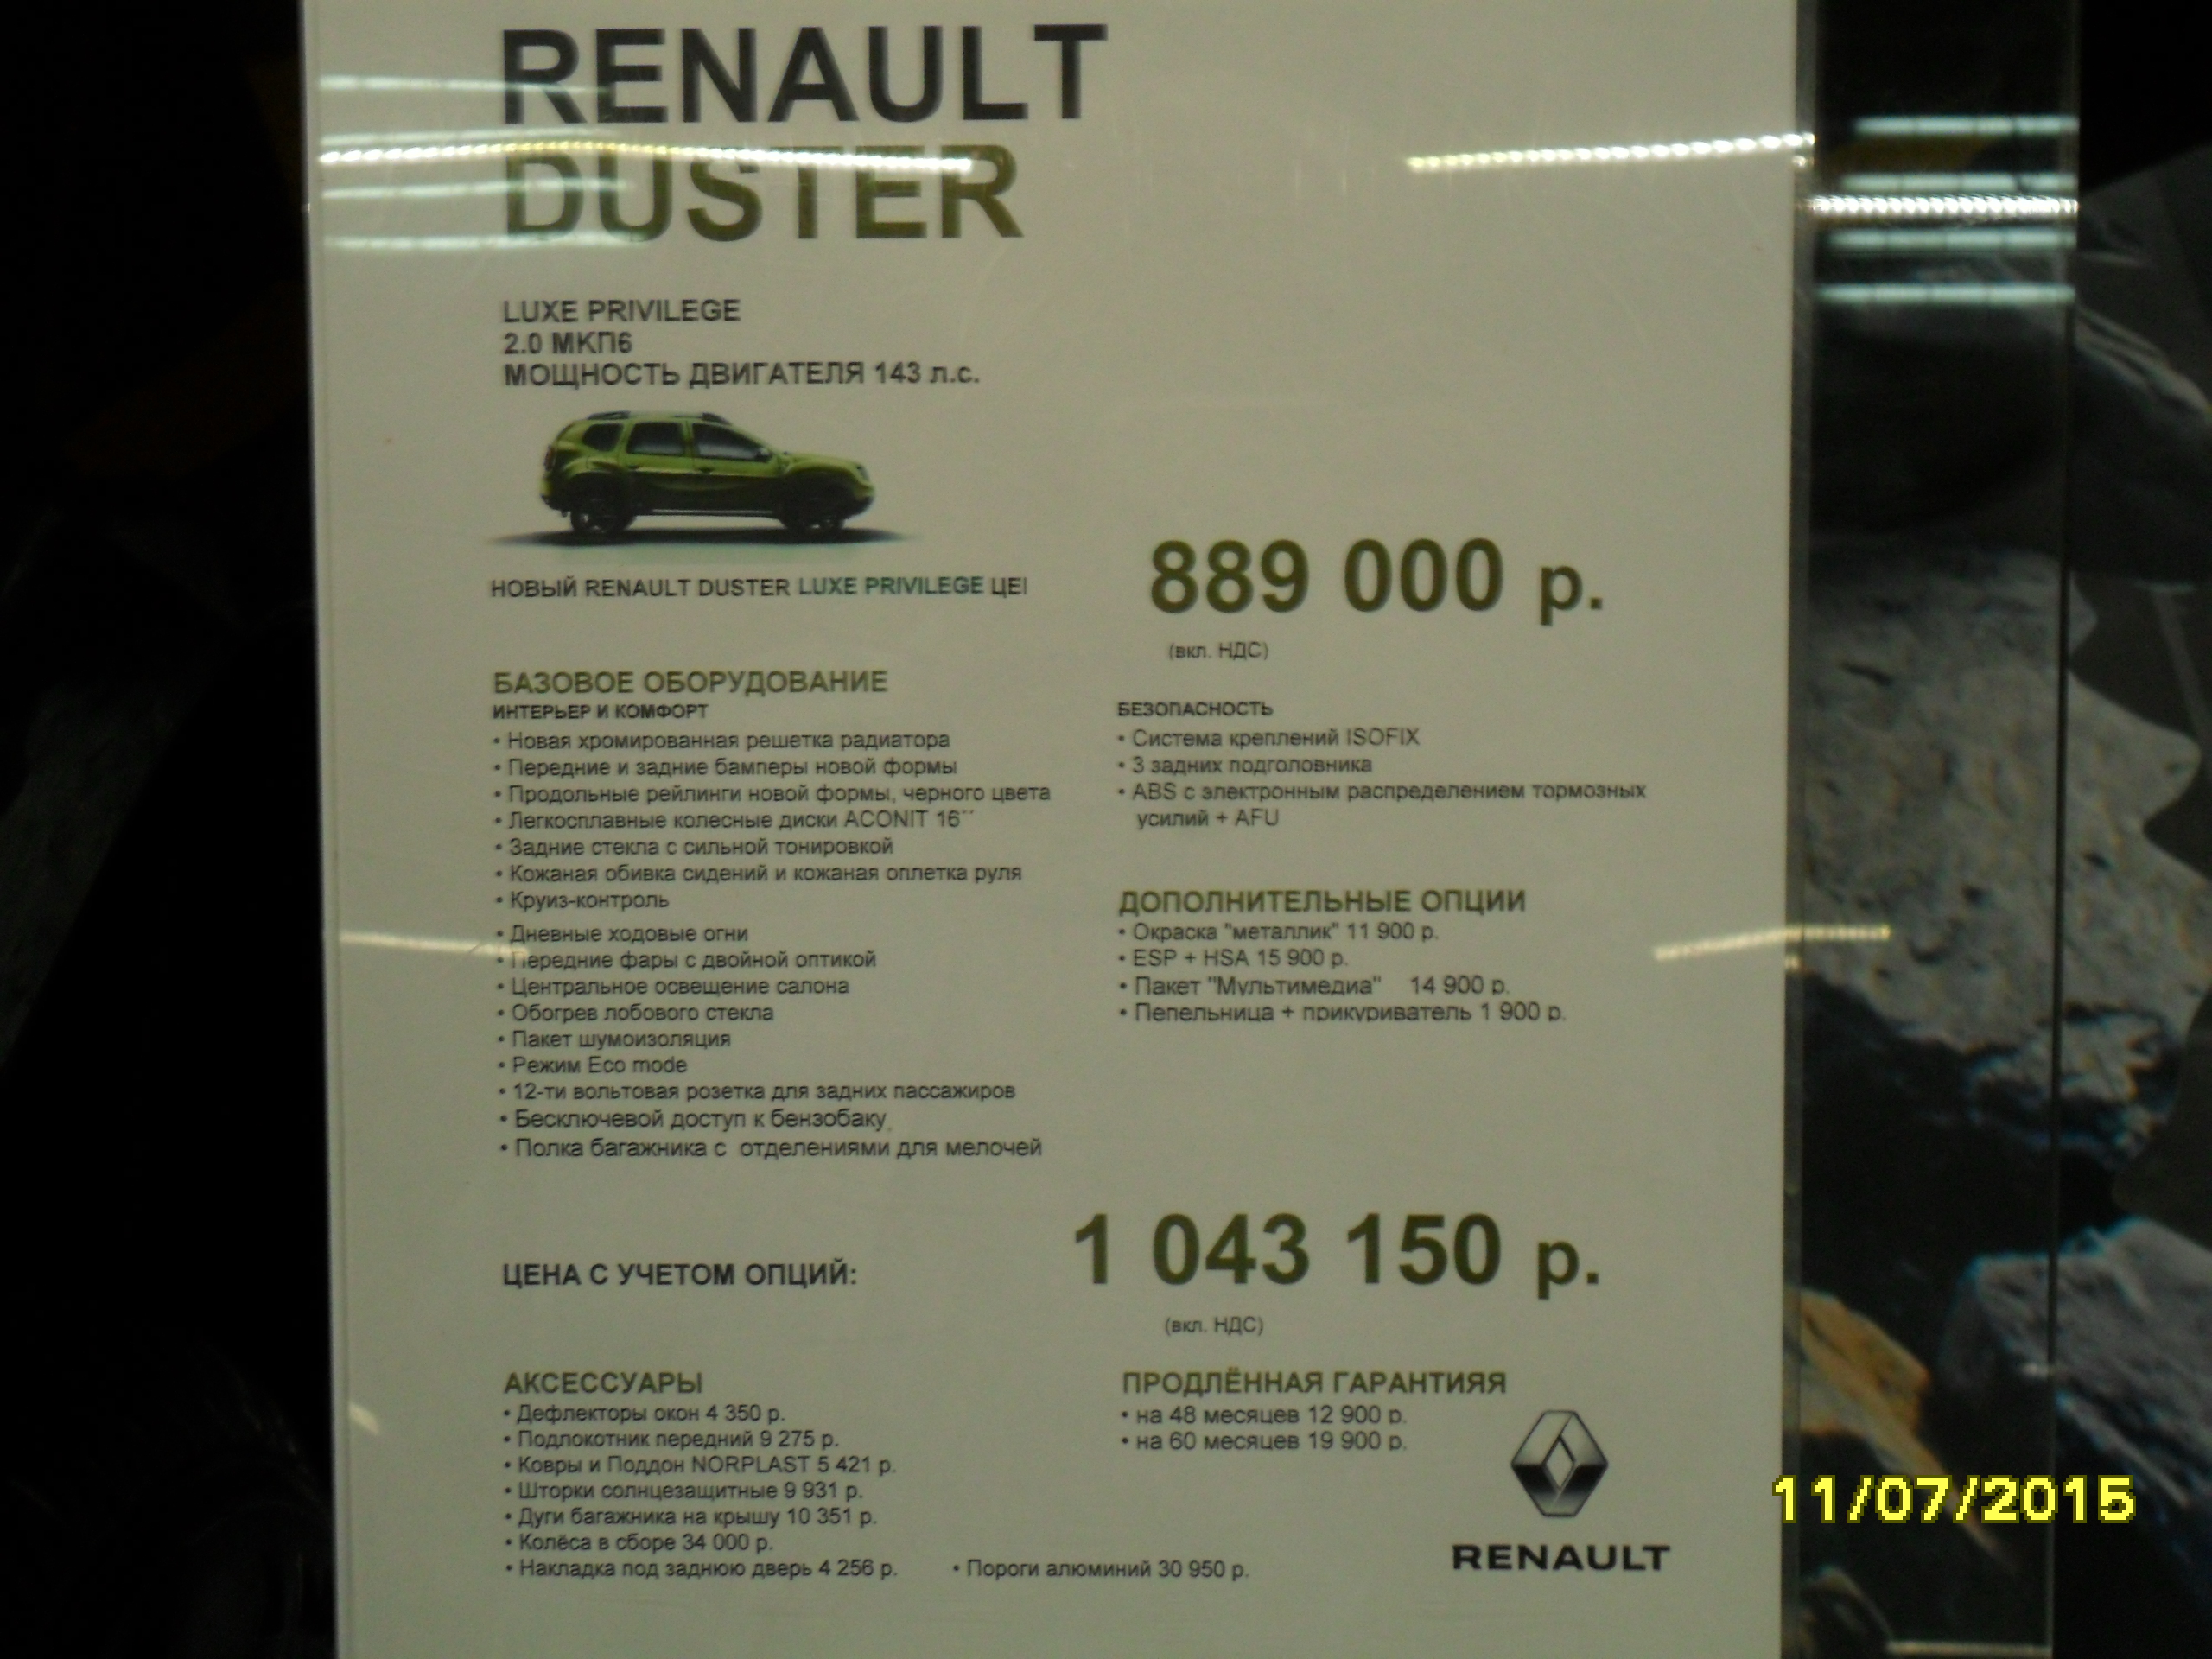 RENAULT
DUSTER
LUXE PRIVILEGE
2.0 МКП6
МОЩНОСТЬ ДВИГАТЕЛЯ 143 л.с.
НОВЫЙ RENAULT DUSTER LUXE PRIVILEGE ЦЕ
889 000 р.
(вкл. НДС)
БАЗОВОЕ ОБОРУДОВАНИЕ
ИНТЕРЬЕР И КОМФОРТ
• Новая хромированная решетка радиатора
• Передние и задние бамперы новой формы
• Продольные рейлинги новой формы, черного цвета
• Легкосплавные колесные диски ACONIT 16´´
• Задние стекла с сильной тонировкой
• Кожаная обивка сидений и кожаная оплетка руля
• Круиз-контроль
• Дневные ходовые огни
• Передние фары с двойной оптикой
• Центральное освещение салона
• Обогрев лобового стекла
• Пакет шумоизоляция
• Режим Eco mode
• 12-ти вольтовая розетка для задних пассажиров
• Бесключевой доступ к бензобаку
• Полка багажника с отделениями для мелочей
БЕЗОПАСНОСТЬ
• Система креплений ISOFIX
• 3 задних подголовника
• ABS с электронным распределением тормозных
усилий + AFU
ДОПОЛНИТЕЛЬНЫЕ ОПЦИИ
• Окраска "металлик" 11 900 р.
• ESP + HSA 15 900 р.
• Пакет "Мультимедиа" 14 900 р.
• Пепельница + прикуриватель 1 900 р.
ЦЕНА С УЧЕТОМ ОПЦИЙ:
1 043 150 р.
(вкл. НДС)
АКСЕССУАРЫ
• Дефлекторы окон 4 350 р.
• Подлокотник передний 9 275 р.
• Ковры и Поддон NORPLAST 5 421 р.
• Шторки солнцезащитные 9 931 р.
• Дуги багажника на крышу 10 351 р.
• Колёса в сборе 34 000 р.
• Накладка под заднюю дверь 4 256 р.
• Пороги алюминий 30 950 р.
ПРОДЛЁННАЯ ГАРАНТИЯЯ
• на 48 месяцев 12 900 р.
• на 60 месяцев 19 900 р.
RENAULT
11/07/2015